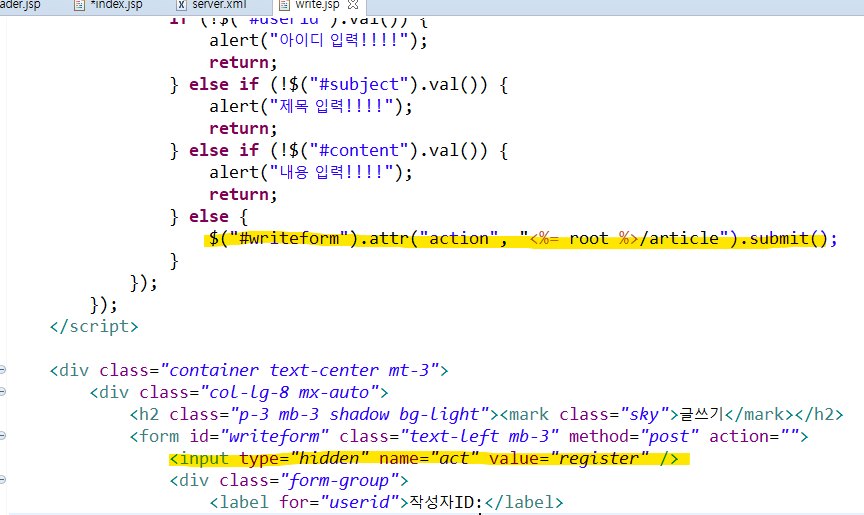 ader.jsp *index.jsp server.xml write.jsp
if (!$("#userid").val()) {
alert("아이디 입력!!!!");
return;
} else if (!$("#subject").val()) {
alert("제목 입력!!!!");
return;
} else if (!$("#content").val()) {
alert("내용 입력!!!!");
return;
} else {
$("#writeform").attr("action", "<%= root %>/article").submit();
}
});
});
</script>
<div class="container text-center mt-3">
<div class="col-lg-8 mx-auto">
<h2 class="p-3 mb-3 shadow bg-light"><mark class="sky">글쓰기</mark></h2>
<form id="writeform" class="text-left mb-3" method="post" action="">
<input type="hidden" name="act" value="register" />
<div class="form-group">
<label for="userid">작성자ID:</label>